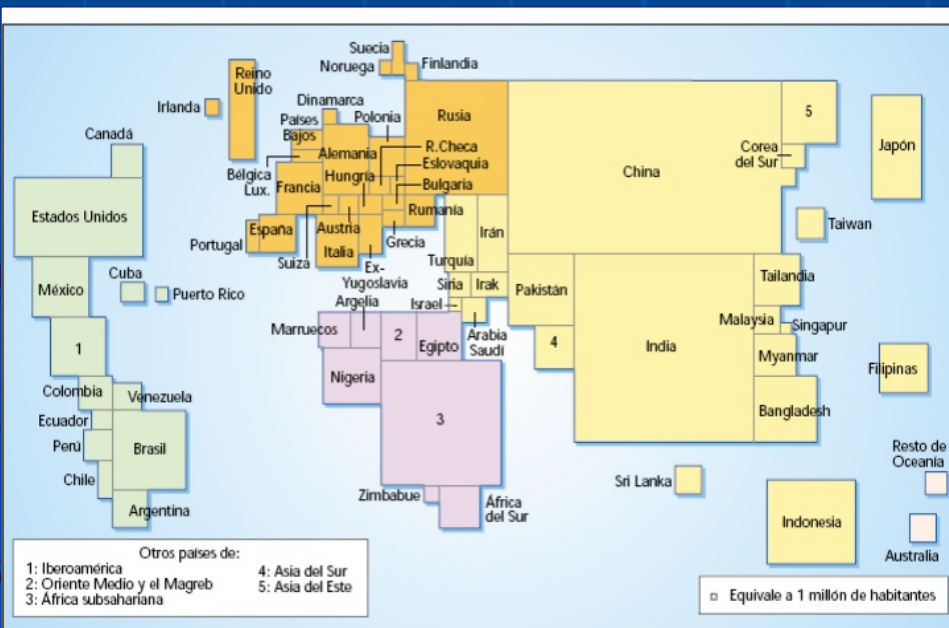 Suecia
Noruega
Finlandia
Reino
Unido
Irlanda
Dinamarca
Países
Bajos
Polonia
Rusia
Canadá
Alemania
R.Checa
Eslovaquia
Hungría
Bélgica
Lux.
Francia
Bulgaria
Rumanía
Estados Unidos
Portugal
España
Suiza
Austria
Italia
Ex-
Yugoslavia
Grecia
China
5
Corea
del Sur
Japón
Taiwan
Turquía
Irán
Siria
Irak
Israel
Arabia
Saudí
Pakistán
4
India
Tailandia
Malaysia
Singapur
Myanmar
Bangladesh
Filipinas
México
Cuba
Puerto Rico
1
Argelia
Marruecos
2
Egipto
Nigeria
3
Colombia
Venezuela
Ecuador
Perú
Brasil
Chile
Argentina
Zimbabue
África
del Sur
Sri Lanka
Indonesia
Resto de
Oceanía
Australia
Otros países de:
1: Iberoamérica
2: Oriente Medio y el Magreb
3: África subsahariana
4: Asia del Sur
5: Asia del Este
Equivale a 1 millón de habitantes